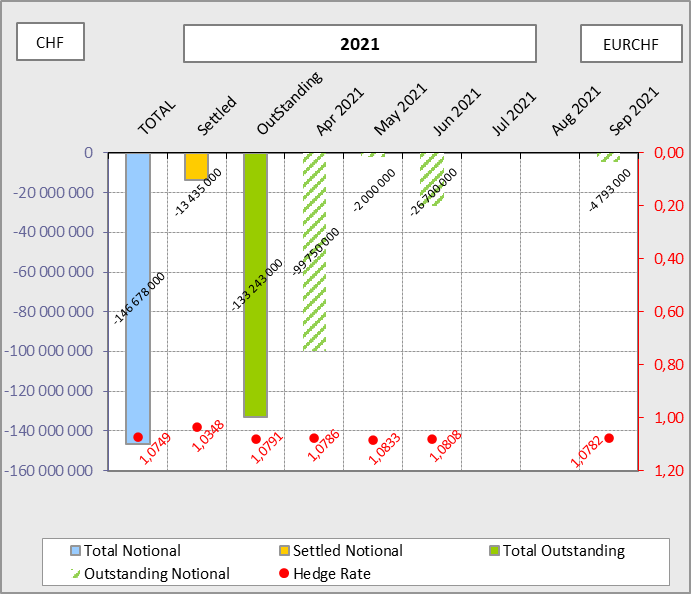 CHF
2021
EURCHF
TOTAL
Settled
OutStanding
Apr 2021
May 2021
Jun 2021
Jul 2021
Aug 2021
Sep 2021
0
-20 000 000
-40 000 000
-60 000 000
-80 000 000
-100 000 000
-120 000 000
-140 000 000
-160 000 000
-146 678 000
-13 435 000
-133 243 000
-99 750 000
-2 000 000
-26 700 000
-4 793 000
1,0749
1,0348
1,0791
1,0786
1,0833
1,0808
1,0782
0,00
0,20
0,40
0,60
0,80
1,00
1,20
Total Notional
Settled Notional
Total Outstanding
Outstanding Notional
Hedge Rate